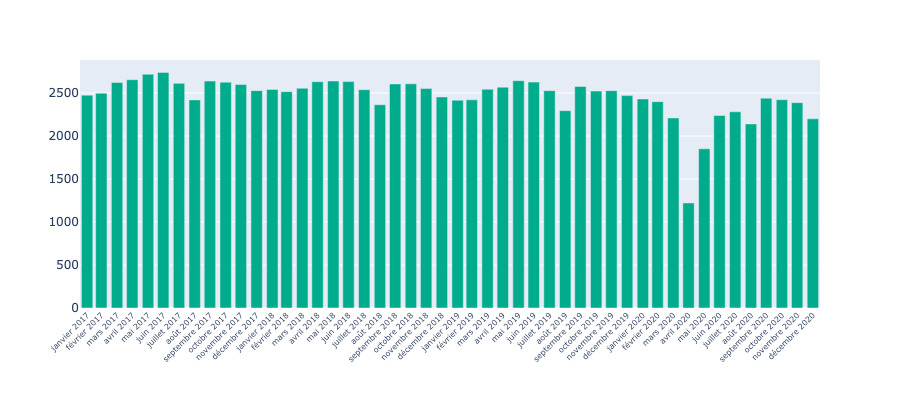 2500
2000
1500
1000
500
0
janvier 2017
février 2017
mars 2017
avril 2017
mai 2017
juin 2017
juillet 2017
août 2017
septembre 2017
octobre 2017
novembre 2017
décembre 2017
janvier 2018
février 2018
mars 2018
avril 2018
mai 2018
juin 2018
juillet 2018
août 2018
septembre 2018
octobre 2018
novembre 2018
décembre 2018
janvier 2019
février 2019
mars 2019
avril 2019
mai 2019
juin 2019
juillet 2019
août 2019
septembre 2019
octobre 2019
novembre 2019
décembre 2019
janvier 2020
février 2020
mars 2020
avril 2020
mai 2020
juin 2020
juillet 2020
août 2020
septembre 2020
octobre 2020
novembre 2020
décembre 2020